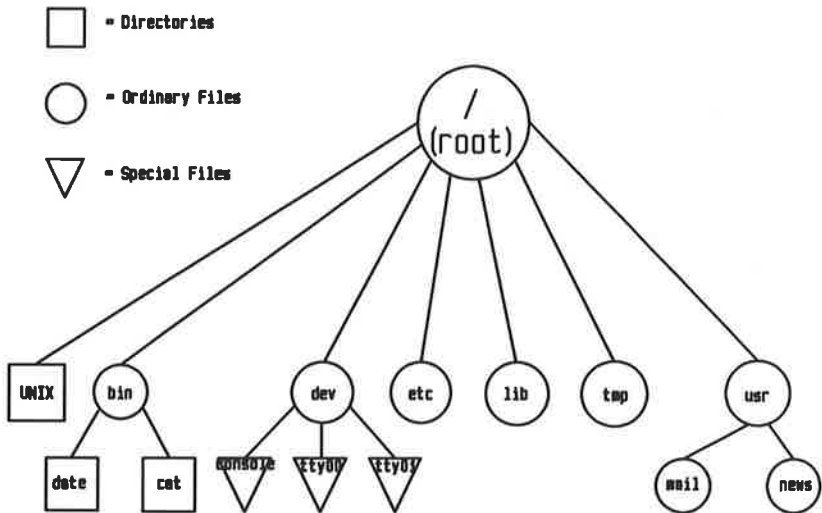 = Directories
= Ordinary Files
= Special Files
/
(root)
UNIX bin dev etc lib tmp usr
date cat console tty00 tty01 mail news